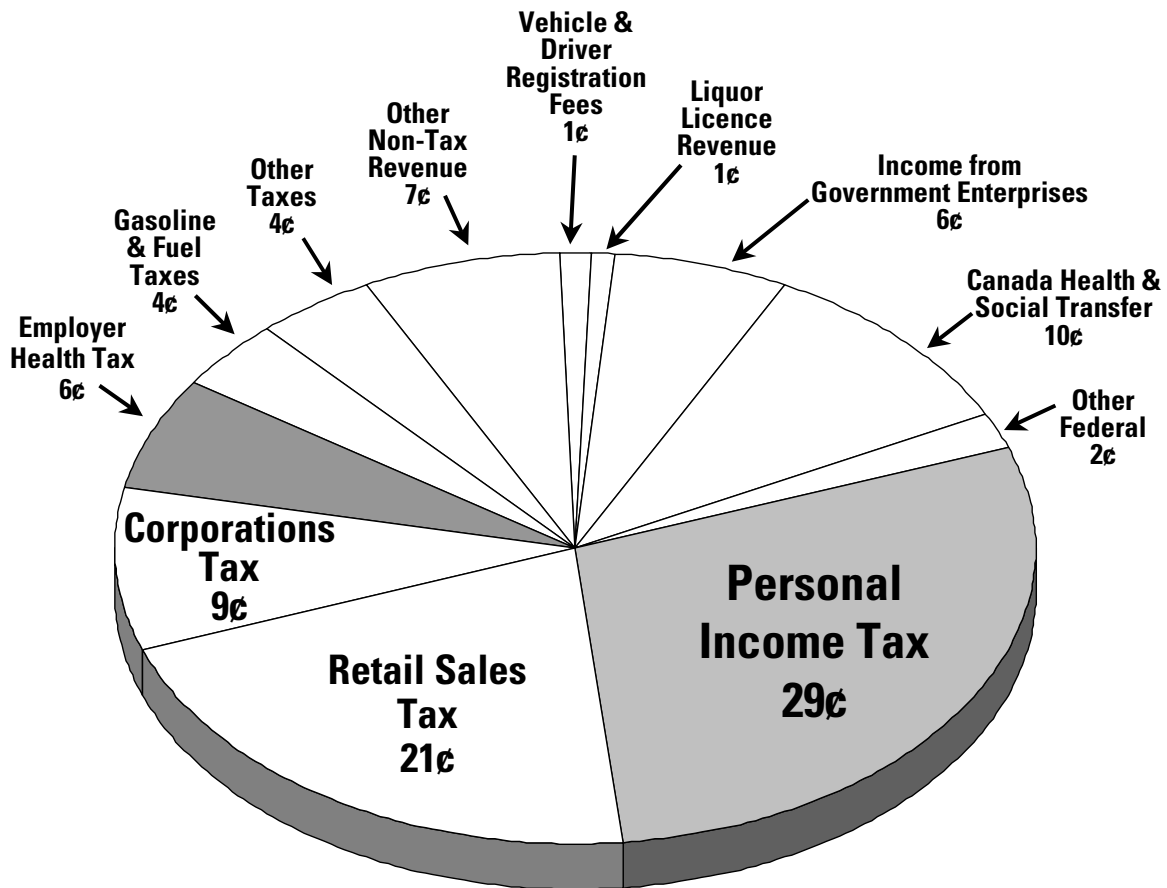 Vehicle &
Driver
Registration
Fees
1¢
Liquor
Licence
Revenue
1¢
Income from
Government Enterprises
6¢
Canada Health &
Social Transfer
10¢
Other
Federal
2¢
Personal
Income Tax
29¢
Retail Sales
Tax
21¢
Corporations
Tax
9¢
Employer
Health Tax
6¢
Gasoline
& Fuel
Taxes
4¢
Other
Taxes
4¢
Other
Non-Tax
Revenue
7¢